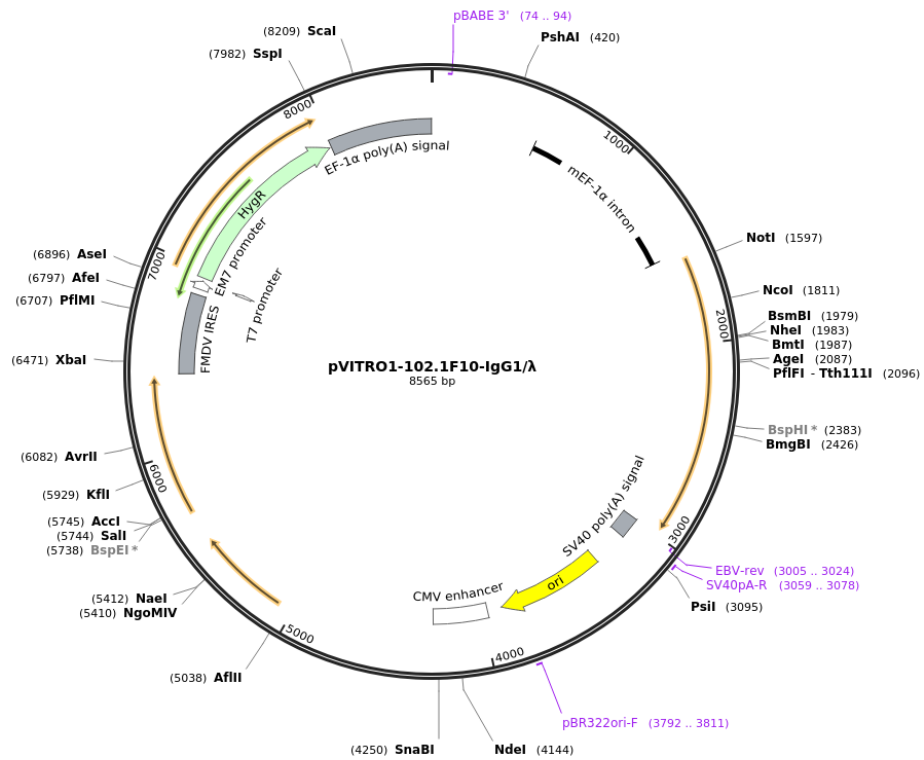 pBABE 3' (74 .. 94)
(8209) ScaI
PshAI (420)
(7982) SspI
8000
EF-1α poly(A) signal
1000
mEF-1α intron
HygR
NotI (1597)
(6896) AseI
7000
EM7 promoter
(6797) AfeI
NcoI (1811)
(6707) PflMI
T7 promoter
BsmBI (1979)
2000
NheI (1983)
FMDV IRES
BmtI (1987)
(6471) XbaI
AgeI (2087)
pVITRO1-102.1F10-IgG1/λ
PflFI - Tth111I (2096)
8565 bp
BspHI * (2383)
BmgBI (2426)
(6082) AvrII
6000
SV40 poly(A) signal
(5929) KflI
(5745) AccI
3000
(5744) SalI
(5738) BspEI *
EBV-rev (3005 .. 3024)
ori
SV40pA-R (3059 .. 3078)
CMV enhancer
(5412) NaeI
PsiI (3095)
(5410) NgoMIV
5000
4000
(5038) AflII
pBR322ori-F (3792 .. 3811)
(4250) SnaBI
NdeI (4144)